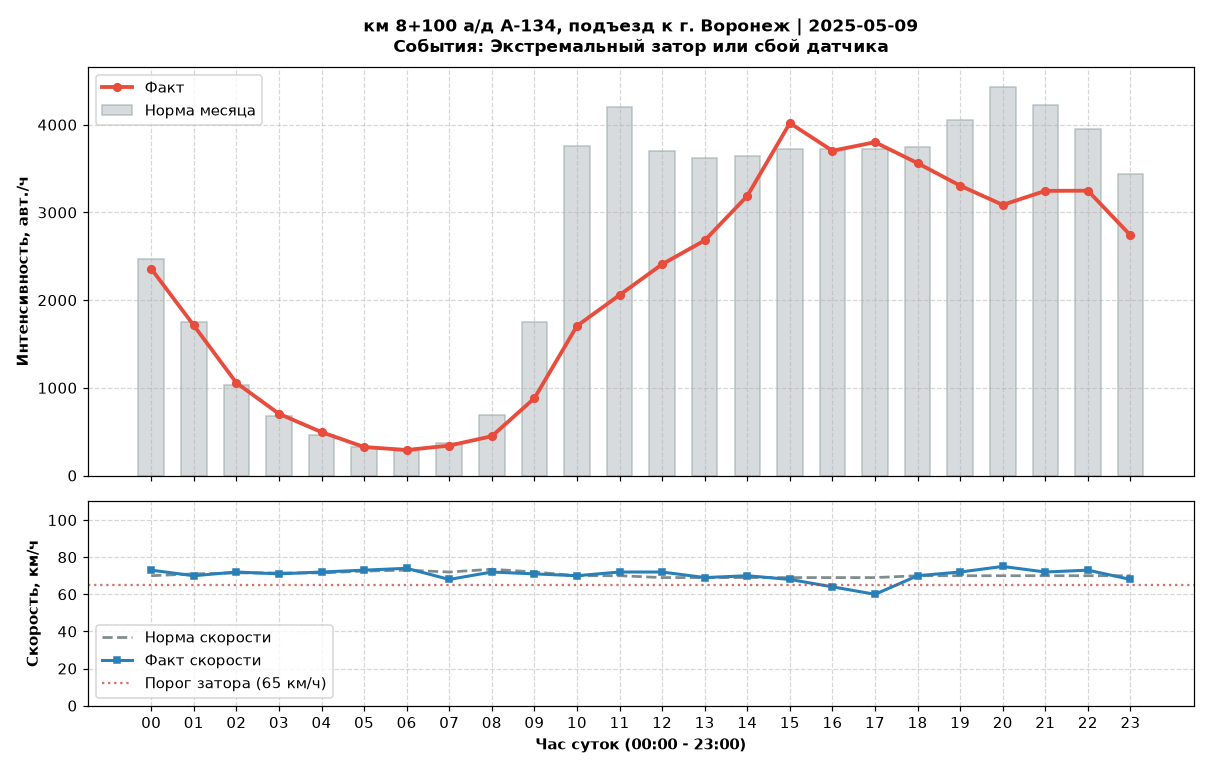 км 8+100 а/д А-134, подъезд к г. Воронеж | 2025-05-09
События: Экстремальный затор или сбой датчика
Интенсивность, авт./ч
4000
3000
2000
1000
0
Факт
Норма месяца
Скорость, км/ч
100
80
60
40
20
0
Норма скорости
Факт скорости
Порог затора (65 км/ч)
00 01 02 03 04 05 06 07 08 09 10 11 12 13 14 15 16 17 18 19 20 21 22 23
Час суток (00:00 - 23:00)